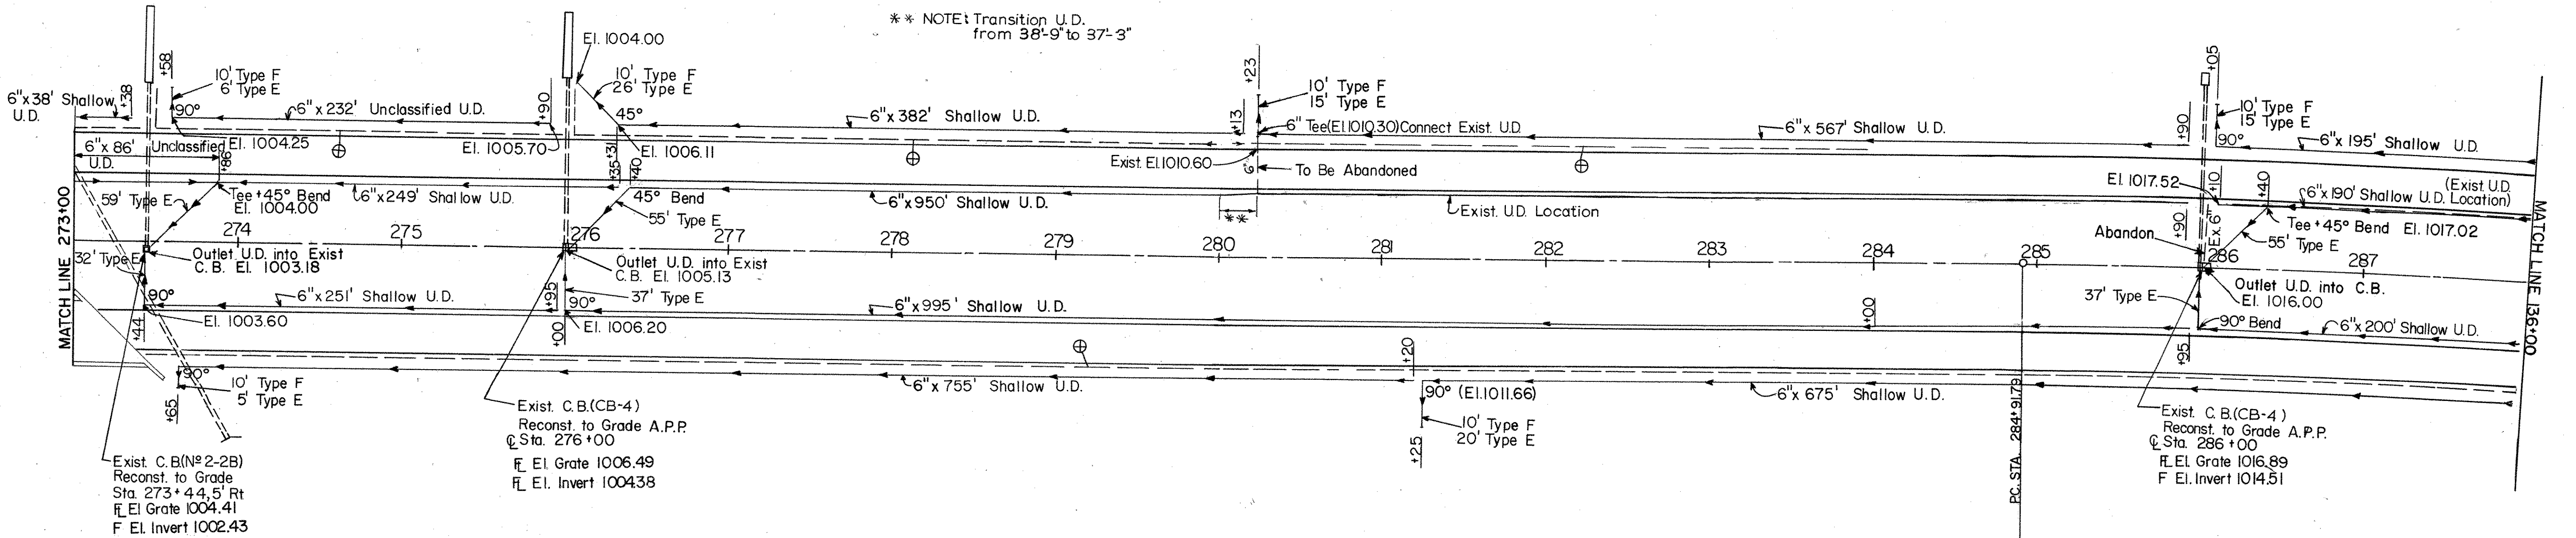 ** NOTE: Transition U.D.
from 38'-9" to 37'-3"
6"x38' Shallow
U.D.
+38
+58
10' Type F
6' Type E
90°
6"x 232' Unclassified U.D.
+90
El. 1004.00
10' Type F
26' Type E
45°
6"x 382' Shallow U.D.
+13
+23
10' Type F
15' Type E
6" Tee(El.1010.30)Connect Exist. U.D.
6"x 567' Shallow U.D.
+90
+05
10' Type F
15' Type E
90°
6"x 195' Shallow U.D.
6"x 86' Unclassified
U.D.
El. 1004.25
+86
El. 1005.70
+31
El. 1006.11
+35
+40
Exist. El.1010.60
6"
To Be Abandoned
59' Type E
Tee +45° Bend
El. 1004.00
6"x249' Shallow U.D.
45° Bend
55' Type E
6"x 950' Shallow U.D.
**
Exist. U.D. Location
El. 1017.52
+10
+40
(Exist. U.D.
6"x190' Shallow U.D. Location)
+90
Ex. 6"
Tee +45° Bend El. 1017.02
55' Type E
Abandon
MATCH LINE 273+00
274
275
276
277
278
279
280
281
282
283
284
285
286
287
MATCH LINE 136+00
32' Type E
Outlet U.D. into Exist
C.B. El. 1003.18
Outlet U.D. into Exist
C.B. El. 1005.13
Outlet U.D. into C.B.
El. 1016.00
90°
6"x 251' Shallow U.D.
+95
90°
37' Type E
6"x 995' Shallow U.D.
+00
37' Type E
90° Bend
6"x 200' Shallow U.D.
+44
El. 1003.60
+00
El. 1006.20
+95
+20
90°
10' Type F
5' Type E
+65
6"x 755' Shallow U.D.
90° (El.1011.66)
10' Type F
20' Type E
+25
6"x 675' Shallow U.D.
P.C. STA. 284+91.79
Exist. C.B.(Nº 2-2B)
Reconst. to Grade
Sta. 273+44,5' Rt
FL El Grate 1004.41
F El. Invert 1002.43
Exist. C.B.(CB-4)
Reconst. to Grade A.P.P.
℄ Sta. 276+00
FL El. Grate 1006.49
FL El. Invert 1004.38
Exist. C.B.(CB-4)
Reconst. to Grade A.P.P.
℄ Sta. 286+00
FL El. Grate 1016.89
F El. Invert 1014.51